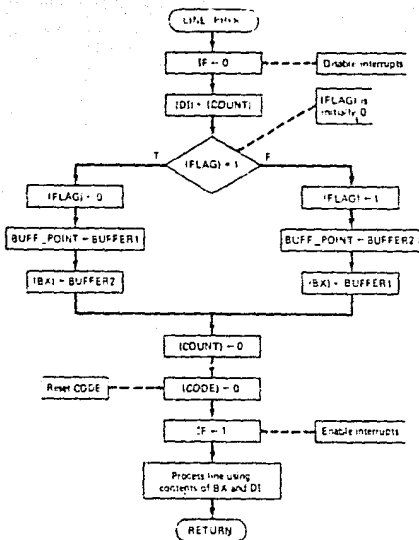 IF ← 0
Disable interrupts
(DI) ← (COUNT)
(FLAG) is
initially 0
T
(FLAG) = 1
F
(FLAG) ← 0
(FLAG) ← 1
BUFF_POINT ← BUFFER1
BUFF_POINT ← BUFFER2
(BX) ← BUFFER2
(BX) ← BUFFER1
(COUNT) ← 0
Reset CODE
(CODE) ← 0
IF ← 1
Enable interrupts
Process line using
contents of BX and DI
RETURN